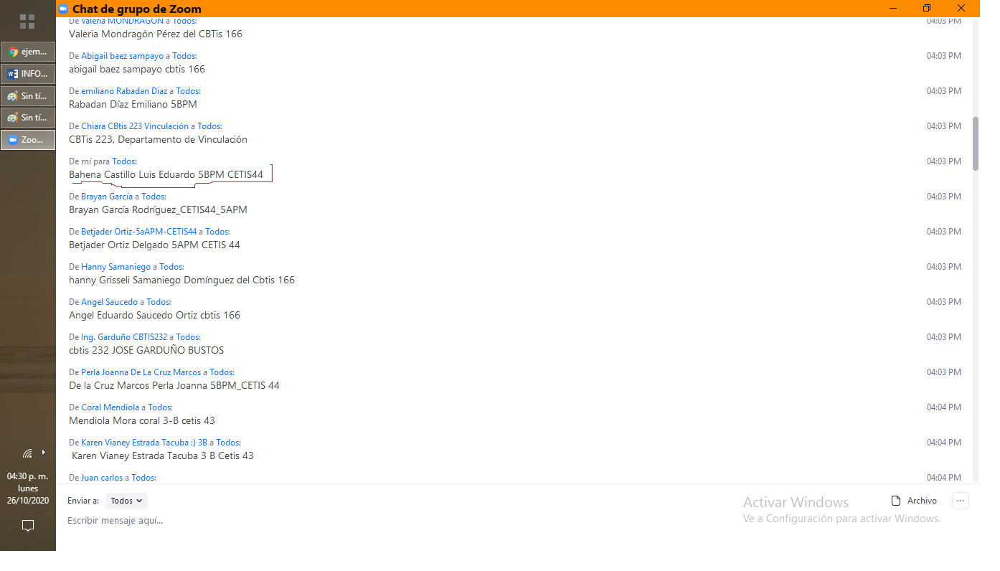 Chat de grupo de Zoom
De Valeria MONDRAGON a Todos: 04:03 PM
Valeria Mondragón Pérez del CBTis 166
De Abigail baez sampayo a Todos: 04:03 PM
abigail baez sampayo cbtis 166
De emiliano Rabadan Diaz a Todos: 04:03 PM
Rabadan Díaz Emiliano 5BPM
De Chiara CBtis 223 Vinculación a Todos: 04:03 PM
CBTis 223, Departamento de Vinculación
De mí para Todos: 04:03 PM
Bahena Castillo Luis Eduardo 5BPM CETIS44
De Brayan García a Todos: 04:03 PM
Brayan García Rodríguez_CETIS44_5APM
De Betjader Ortiz-5aAPM-CETIS44 a Todos: 04:03 PM
Betjader Ortiz Delgado 5APM CETIS 44
De Hanny Samaniego a Todos: 04:03 PM
hanny Grisseli Samaniego Domínguez del Cbtis 166
De Angel Saucedo a Todos: 04:03 PM
Angel Eduardo Saucedo Ortiz cbtis 166
De Ing. Garduño CBTIS232 a Todos: 04:03 PM
cbtis 232 JOSE GARDUÑO BUSTOS
De Perla Joanna De La Cruz Marcos a Todos: 04:03 PM
De la Cruz Marcos Perla Joanna 5BPM_CETIS 44
De Coral Mendiola a Todos: 04:04 PM
Mendiola Mora coral 3-B cetis 43
De Karen Vianey Estrada Tacuba :) 3B a Todos: 04:04 PM
Karen Vianey Estrada Tacuba 3 B Cetis 43
De Juan carlos a Todos: 04:04 PM
Enviar a: Todos
Archivo
Escribir mensaje aquí...
Activar Windows
Ve a Configuración para activar Windows.
ejem...
INFO...
Sin tí...
Sin tí...
Zoo...
04:30 p. m.
lunes
26/10/2020